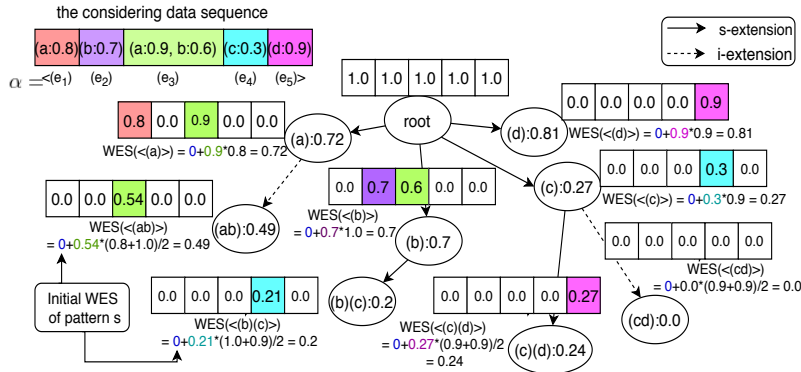 the considering data sequence
(a:0.8) (b:0.7) (a:0.9, b:0.6) (c:0.3) (d:0.9)
α = <(e1) (e2) (e3) (e4) (e5)>
s-extension
i-extension
1.0 1.0 1.0 1.0 1.0
root
0.8 0.0 0.9 0.0 0.0
(a):0.72
WES(<(a)>) = 0+0.9*0.8 = 0.72
0.0 0.0 0.0 0.0 0.9
(d):0.81
WES(<(d)>) = 0+0.9*0.9 = 0.81
0.0 0.0 0.0 0.3 0.0
(c):0.27
WES(<(c)>) = 0+0.3*0.9 = 0.27
0.0 0.7 0.6 0.0 0.0
WES(<(b)>)
= 0+0.7*1.0 = 0.7
(b):0.7
0.0 0.0 0.54 0.0 0.0
WES(<(ab)>)
= 0+0.54*(0.8+1.0)/2 = 0.49
(ab):0.49
0.0 0.0 0.0 0.0 0.0
WES(<(cd)>)
= 0+0.0*(0.9+0.9)/2 = 0.0
(cd):0.0
Initial WES
of pattern s
0.0 0.0 0.0 0.21 0.0
WES(<(b)(c)>)
= 0+0.21*(1.0+0.9)/2 = 0.2
(b)(c):0.2
0.0 0.0 0.0 0.0 0.27
WES(<(c)(d)>)
= 0+0.27*(0.9+0.9)/2
= 0.24
(c)(d):0.24